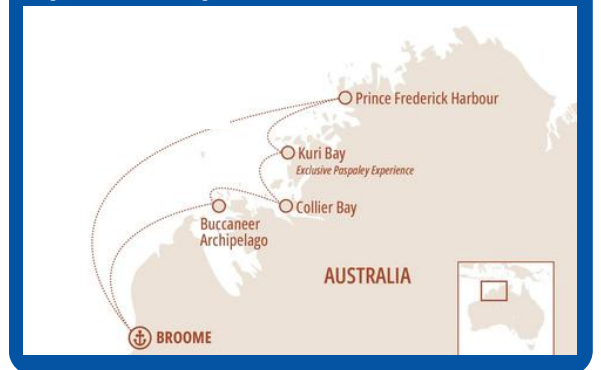 Prince Frederick Harbour
Kuri Bay
Exclusive Paspaley Experience
Collier Bay
Buccaneer
Archipelago
AUSTRALIA
BROOME